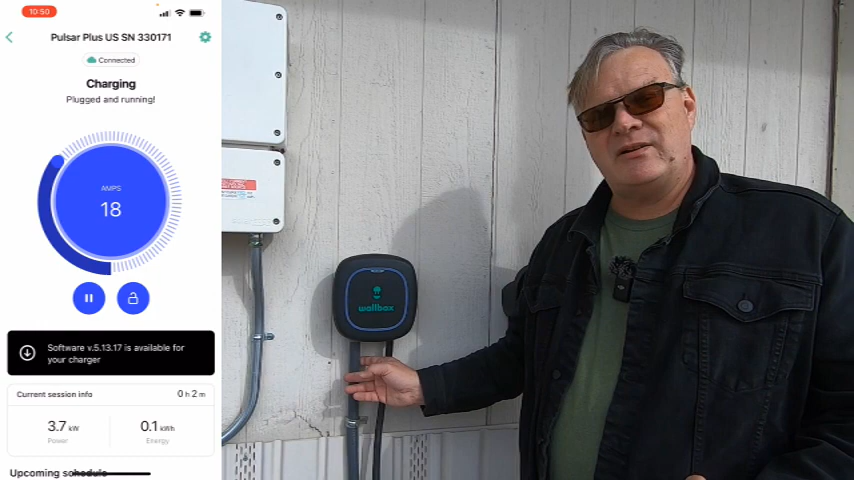 10:50
Pulsar Plus US SN 330171
Connected
Charging
Plugged and running!
AMPS
18
Software v.5.13.17 is available for
your charger
Current session info
0 h 2 m
3.7 kW
0.1 kWh
Power
Energy
Upcoming schedule
wallbox